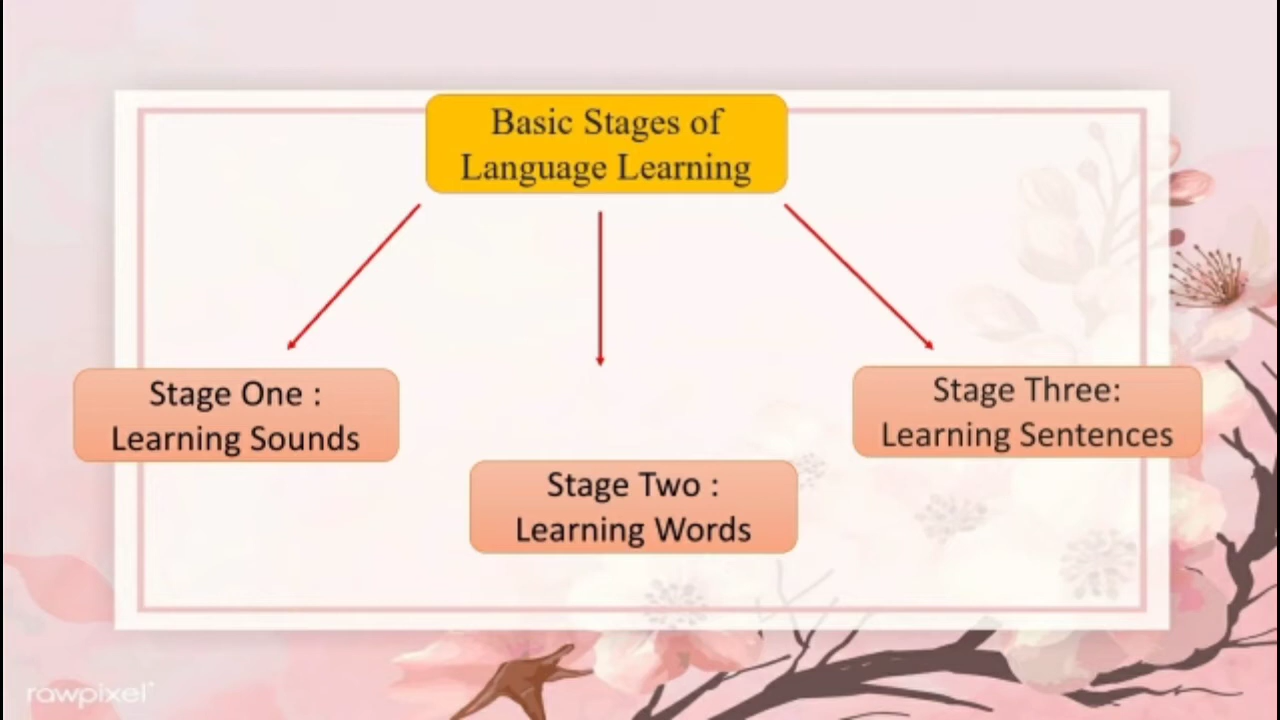 Basic Stages of
Language Learning
Stage One :
Learning Sounds
Stage Two :
Learning Words
Stage Three:
Learning Sentences
rawpixel